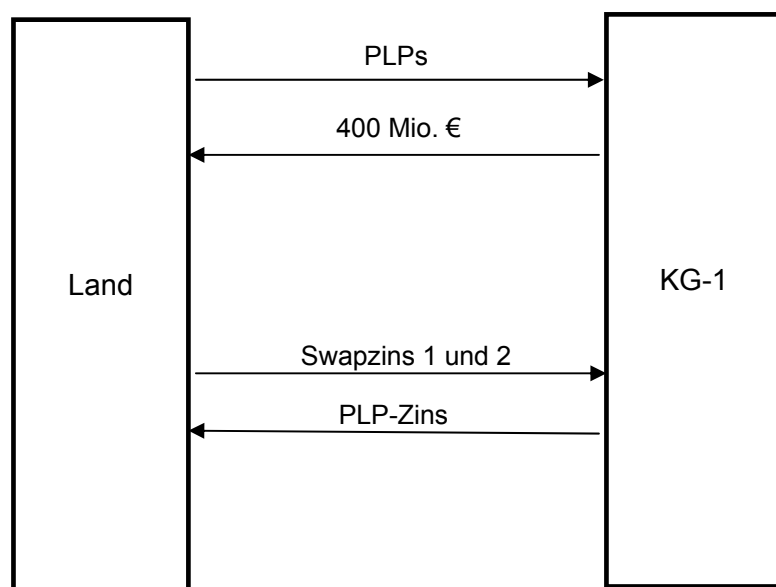 PLPs
400 Mio. €
Land
KG-1
Swapzins 1 und 2
PLP-Zins